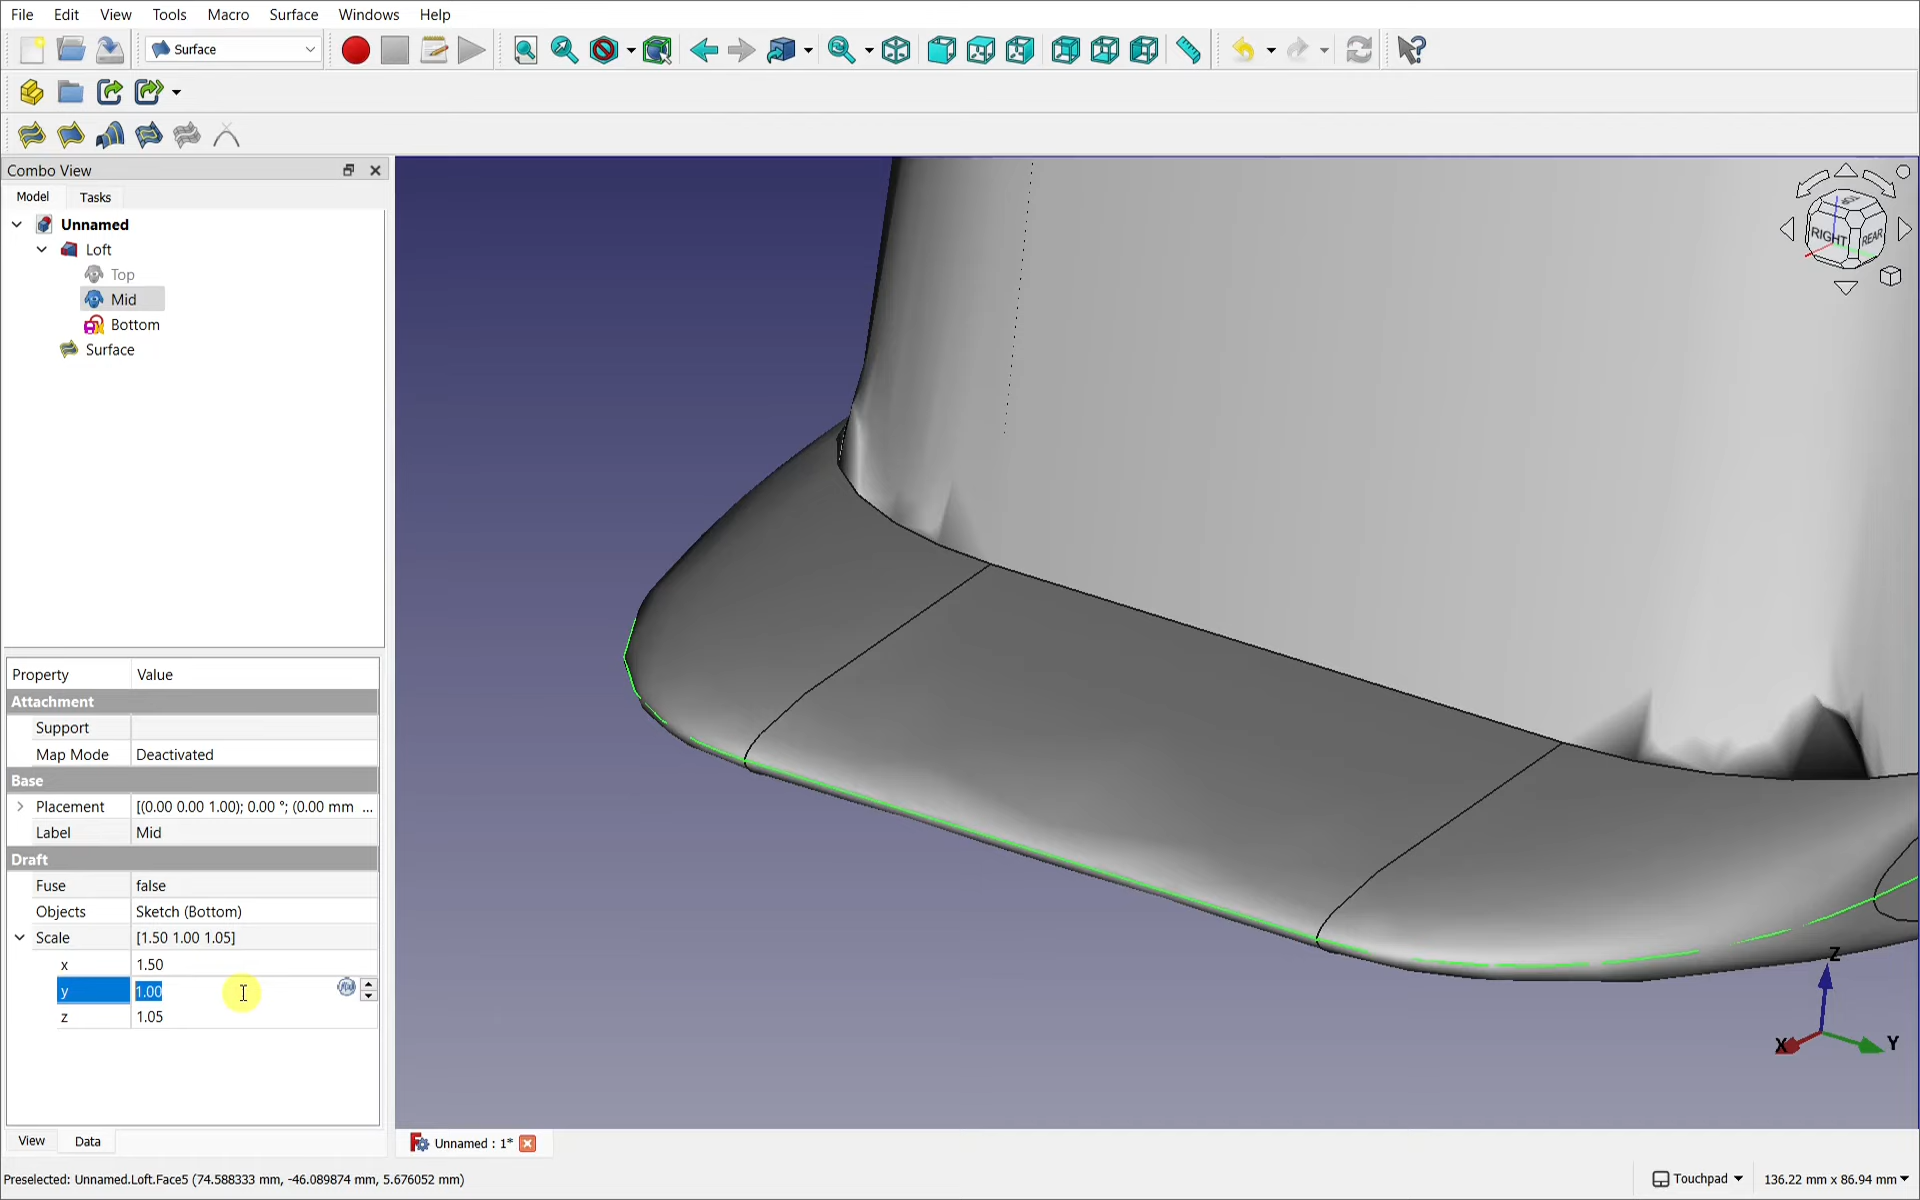 File Edit View Tools Macro Surface Windows Help
Surface
Combo View
Model Tasks
Unnamed
Loft
Top
Mid
Bottom
Surface
Property Value
Attachment
Support
Map Mode Deactivated
Base
Placement [(0.00 0.00 1.00); 0.00 °; (0.00 mm ...
Label Mid
Draft
Fuse false
Objects Sketch (Bottom)
Scale [1.50 1.00 1.05]
x 1.50
y 1.00
z 1.05
View Data
TOP
RIGHT REAR
Z
X Y
Unnamed : 1*
Preselected: Unnamed.Loft.Face5 (74.588333 mm, -46.089874 mm, 5.676052 mm)
Touchpad 136.22 mm x 86.94 mm